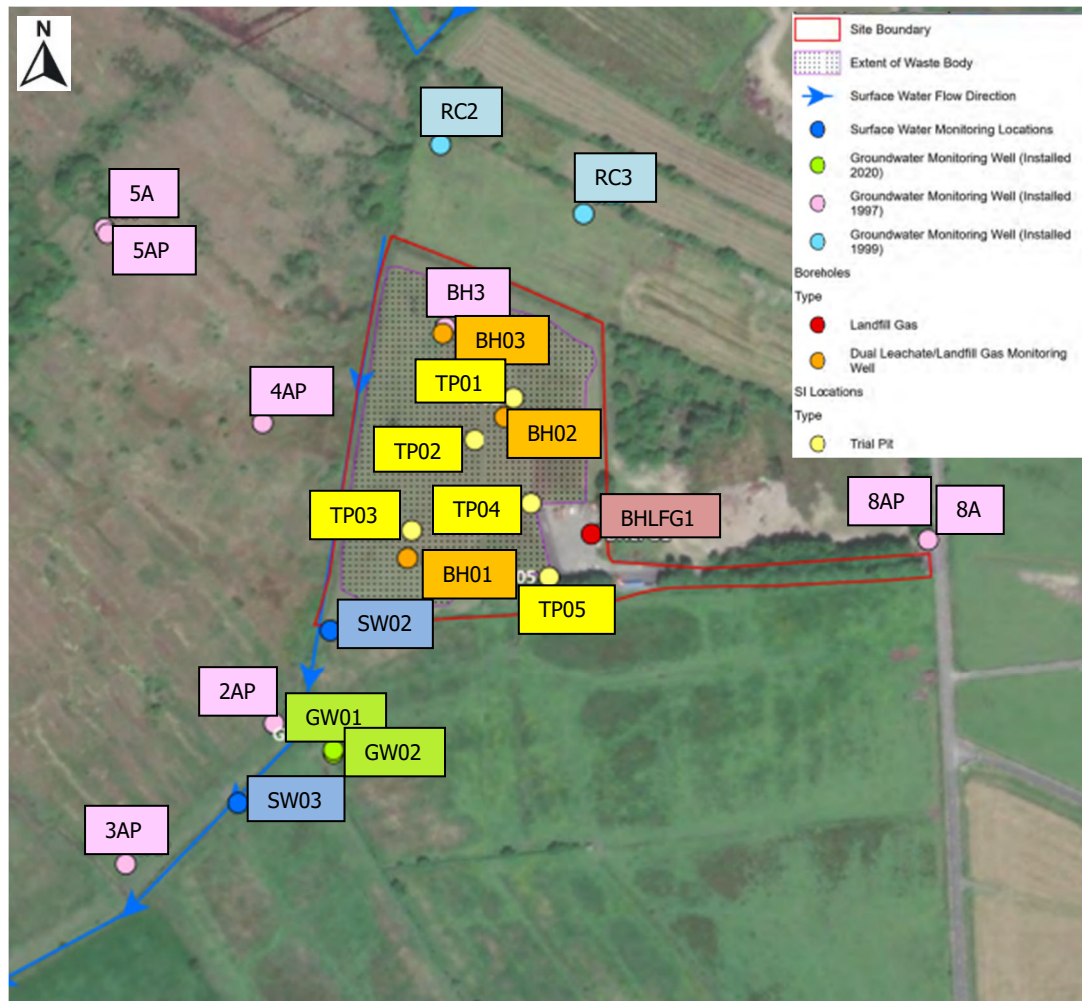 N
Site Boundary
Extent of Waste Body
Surface Water Flow Direction
Surface Water Monitoring Locations
Groundwater Monitoring Well (Installed
2020)
Groundwater Monitoring Well (Installed
1997)
Groundwater Monitoring Well (Installed
1999)
Boreholes
Type
Landfill Gas
Dual Leachate/Landfill Gas Monitoring
Well
SI Locations
Type
Trial Pit
RC2
RC3
5A
5AP
BH3
BH03
TP01
4AP
BH02
TP02
TP03
TP04
BHLFG1
8AP
8A
BH01
05
TP05
SW02
2AP
GW01
G
GW02
SW03
3AP